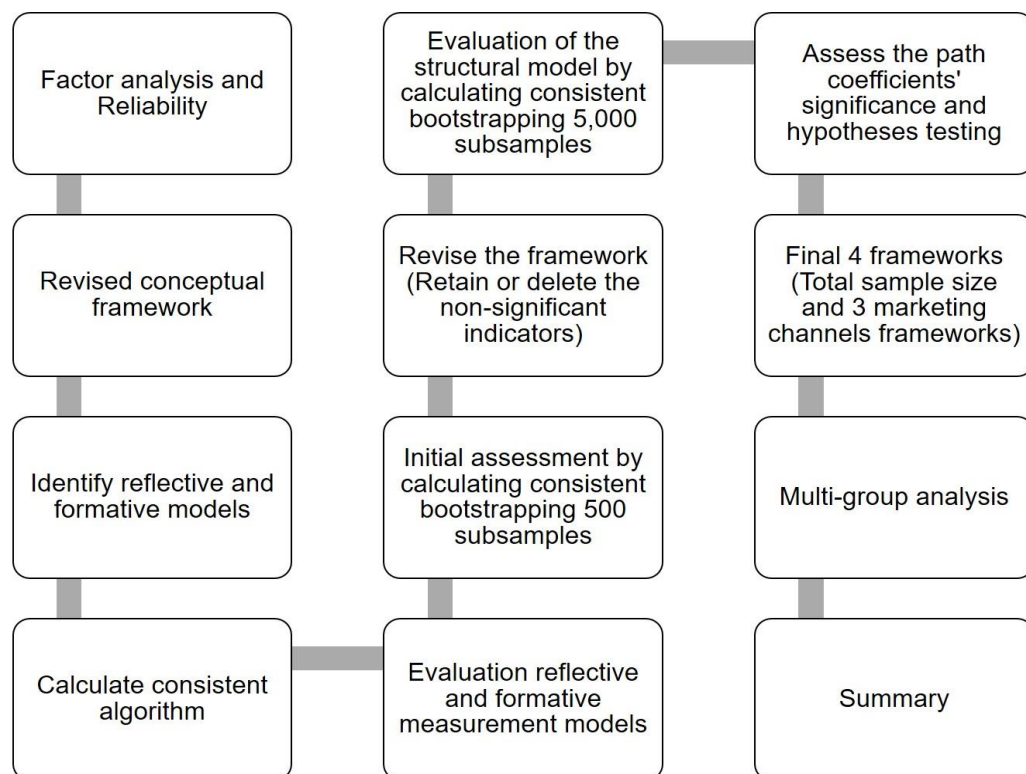 Factor analysis and
Reliability
Revised conceptual
framework
Identify reflective and
formative models
Calculate consistent
algorithm
Evaluation reflective
and formative
measurement models
Initial assessment by
calculating consistent
bootstrapping 500
subsamples
Revise the framework
(Retain or delete the
non-significant
indicators)
Evaluation of the
structural model by
calculating consistent
bootstrapping 5,000
subsamples
Assess the path
coefficients'
significance and
hypotheses testing
Final 4 frameworks
(Total sample size
and 3 marketing
channels frameworks)
Multi-group analysis
Summary